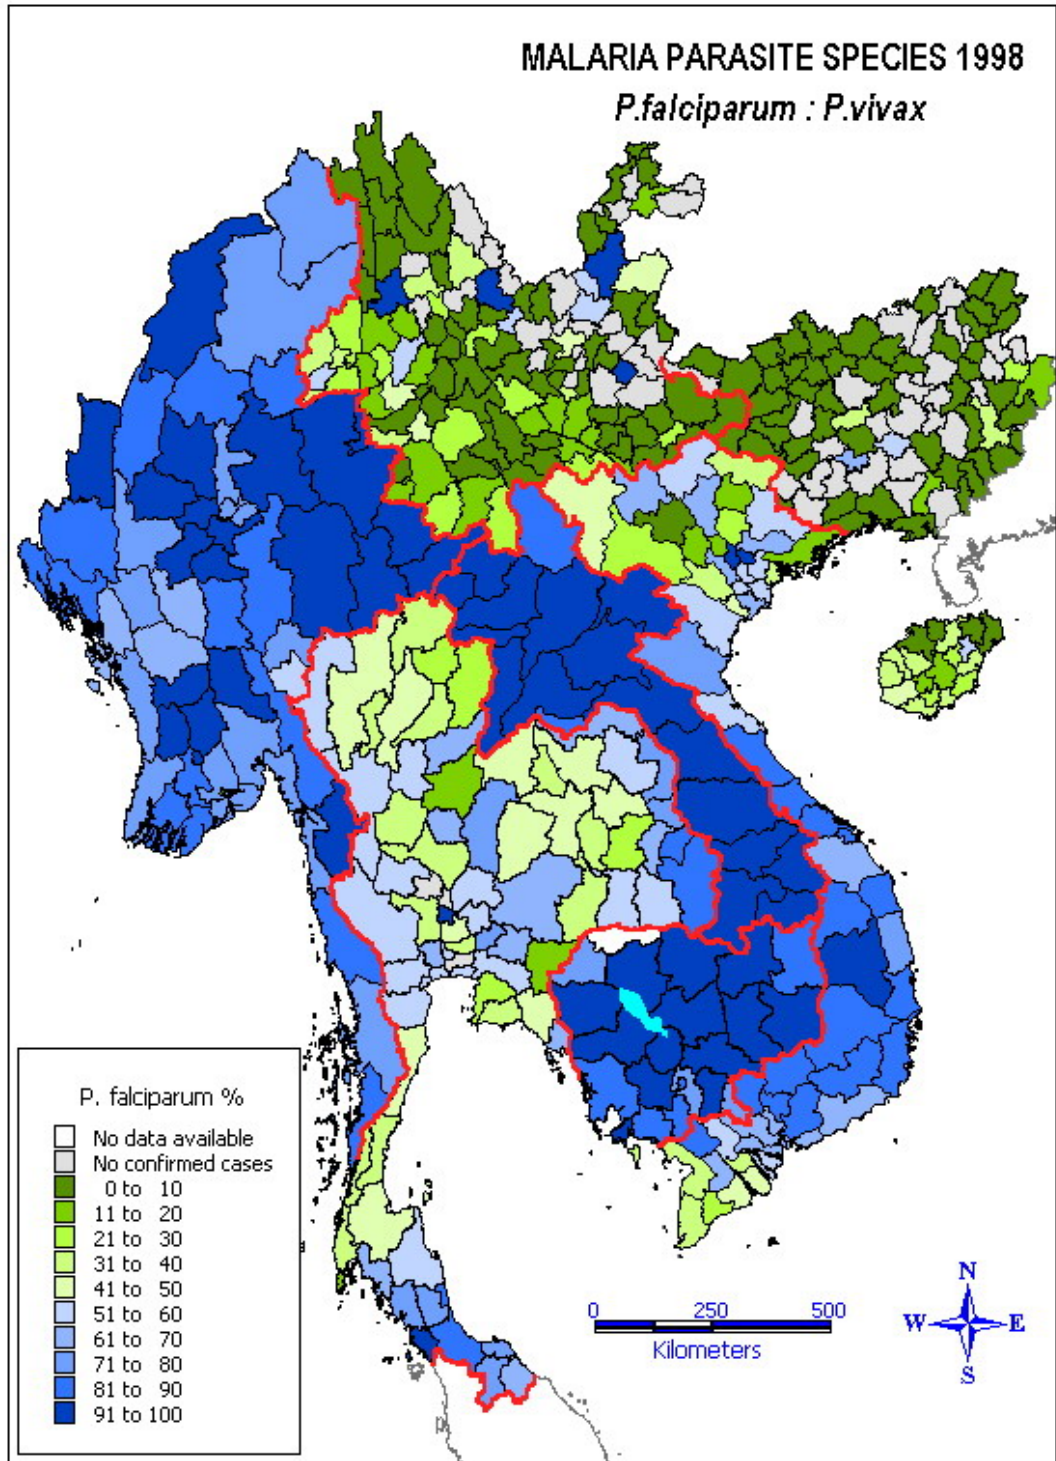 MALARIA PARASITE SPECIES 1998
P.falciparum : P.vivax
P. falciparum %
No data available
No confirmed cases
0 to 10
11 to 20
21 to 30
31 to 40
41 to 50
51 to 60
61 to 70
71 to 80
81 to 90
91 to 100
0 250 500
Kilometers
N
W E
S